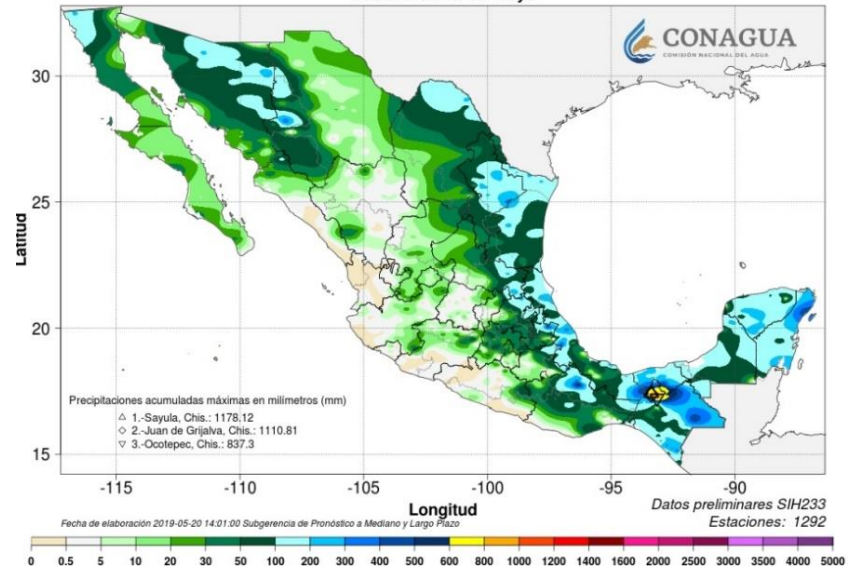 CONAGUA
COMISIÓN NACIONAL DEL AGUA
30
25
20
15
Latitud
Precipitaciones acumuladas máximas en milímetros (mm)
△ 1.-Sayula, Chis.: 1178.12
◇ 2.-Juan de Grijalva, Chis.: 1110.81
▽ 3.-Ocotepec, Chis.: 837.3
-115 -110 -105 -100 -95 -90
Longitud
Datos preliminares SIH233
Estaciones: 1292
Fecha de elaboración 2019-05-20 14:01:00 Subgerencia de Pronóstico a Mediano y Largo Plazo
0 0.5 5 10 20 30 50 100 200 300 400 500 600 800 1000 1200 1400 1600 2000 2500 3000 3500 4000 5000